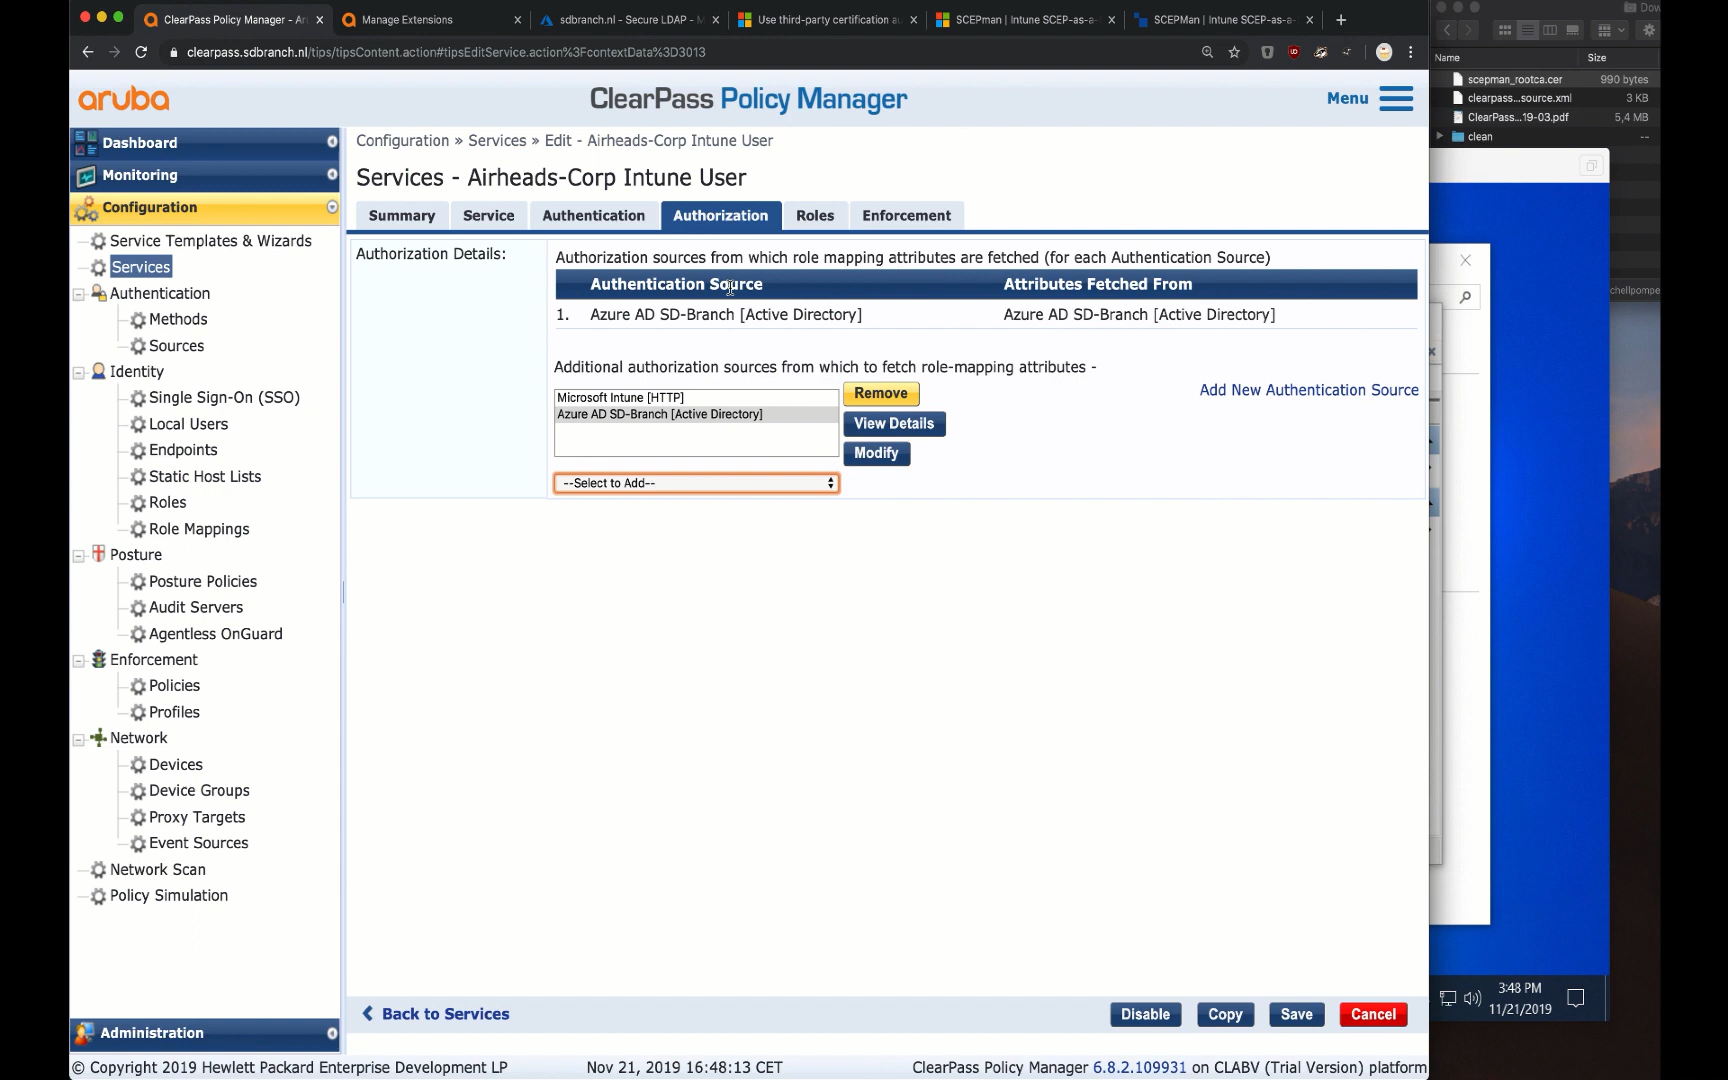 ClearPass Policy Manager - Ar
Manage Extensions
sdbranch.nl - Secure LDAP - M
Use third-party certification au
SCEPman | Intune SCEP-as-a-
SCEPMan | Intune SCEP-as-a-
clearpass.sdbranch.nl/tips/tipsContent.action#tipsEditService.action%3FcontextData%3D3013
aruba
ClearPass Policy Manager
Menu
Dashboard
Monitoring
Configuration
Service Templates & Wizards
Services
Authentication
Methods
Sources
Identity
Single Sign-On (SSO)
Local Users
Endpoints
Static Host Lists
Roles
Role Mappings
Posture
Posture Policies
Audit Servers
Agentless OnGuard
Enforcement
Policies
Profiles
Network
Devices
Device Groups
Proxy Targets
Event Sources
Network Scan
Policy Simulation
Administration
Configuration » Services » Edit - Airheads-Corp Intune User
Services - Airheads-Corp Intune User
Summary Service Authentication Authorization Roles Enforcement
Authorization Details:
Authorization sources from which role mapping attributes are fetched (for each Authentication Source)
Authentication Source Attributes Fetched From
1. Azure AD SD-Branch [Active Directory] Azure AD SD-Branch [Active Directory]
Additional authorization sources from which to fetch role-mapping attributes -
Microsoft Intune [HTTP]
Azure AD SD-Branch [Active Directory]
Remove
View Details
Modify
Add New Authentication Source
--Select to Add--
Back to Services
Disable Copy Save Cancel
© Copyright 2019 Hewlett Packard Enterprise Development LP
Nov 21, 2019 16:48:13 CET
ClearPass Policy Manager 6.8.2.109931 on CLABV (Trial Version) platform
Dow
Name Size
scepman_rootca.cer 990 bytes
clearpass...source.xml 3 KB
ClearPass...19-03.pdf 5,4 MB
clean --
chellpompe
3:48 PM
11/21/2019